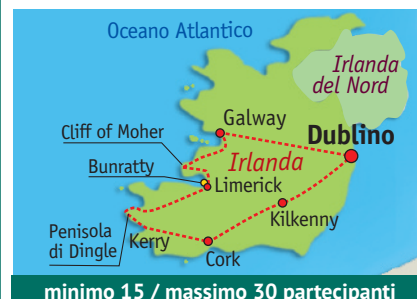 Oceano Atlantico
Irlanda
del Nord
Galway
Dublino
Cliff of Moher
Irlanda
Bunratty
Limerick
Kilkenny
Penisola
di Dingle
Kerry
Cork
minimo 15 / massimo 30 partecipanti